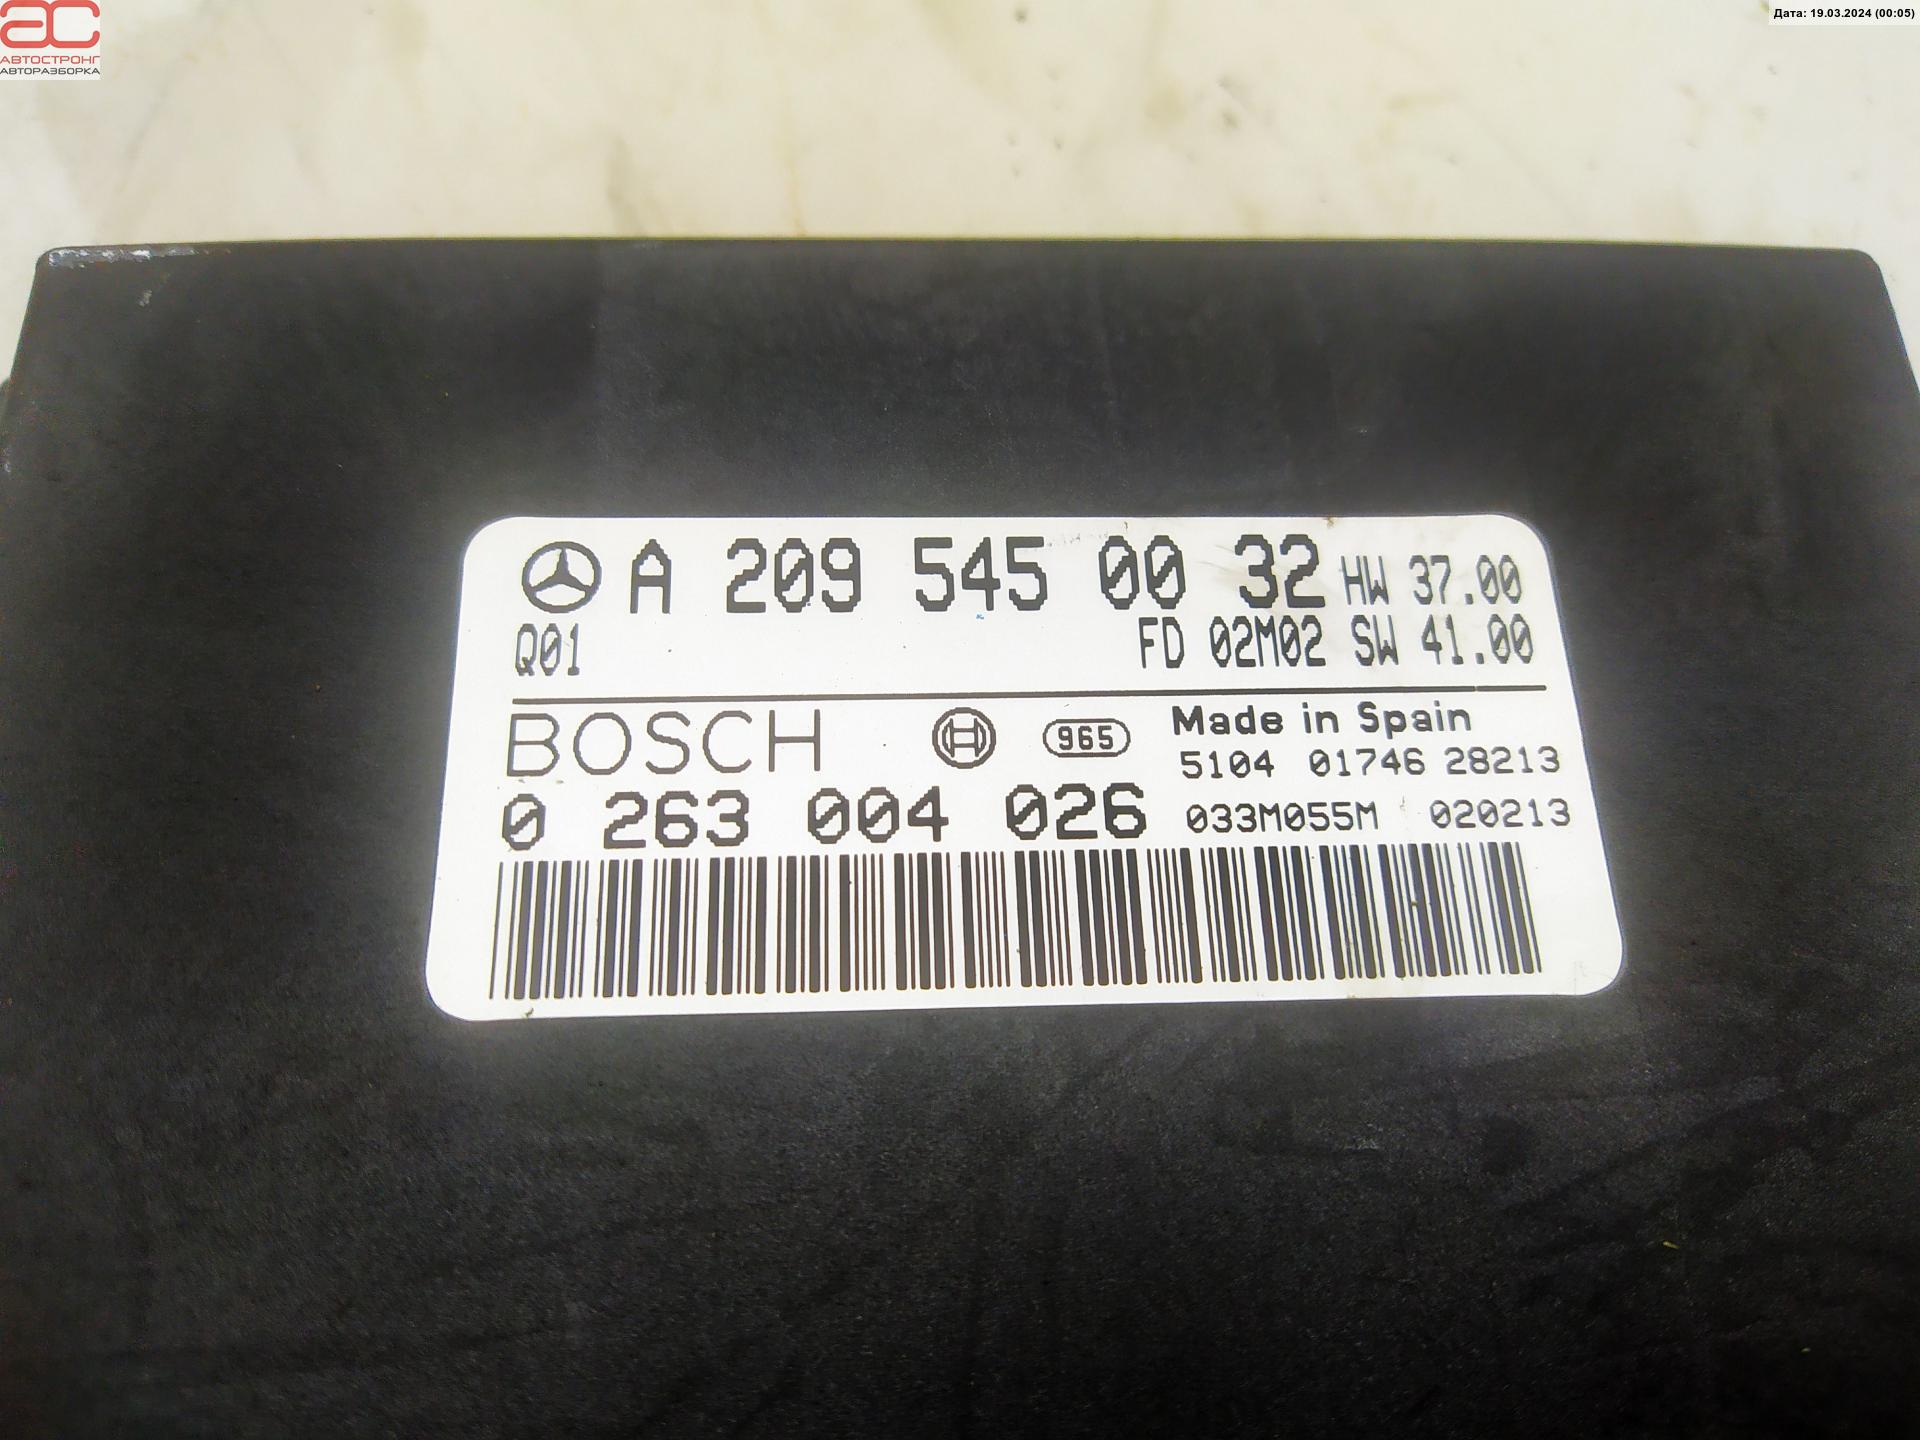 ac
АВТОСТРОНГ
АВТОРАЗБОРКА
Дата: 19.03.2024 (00:05)
A 209 545 00 32 HW 37.00
Q01 FD 02M02 SW 41.00
BOSCH 965 Made in Spain
5104 01746 28213
0 263 004 026 033M055M 020213